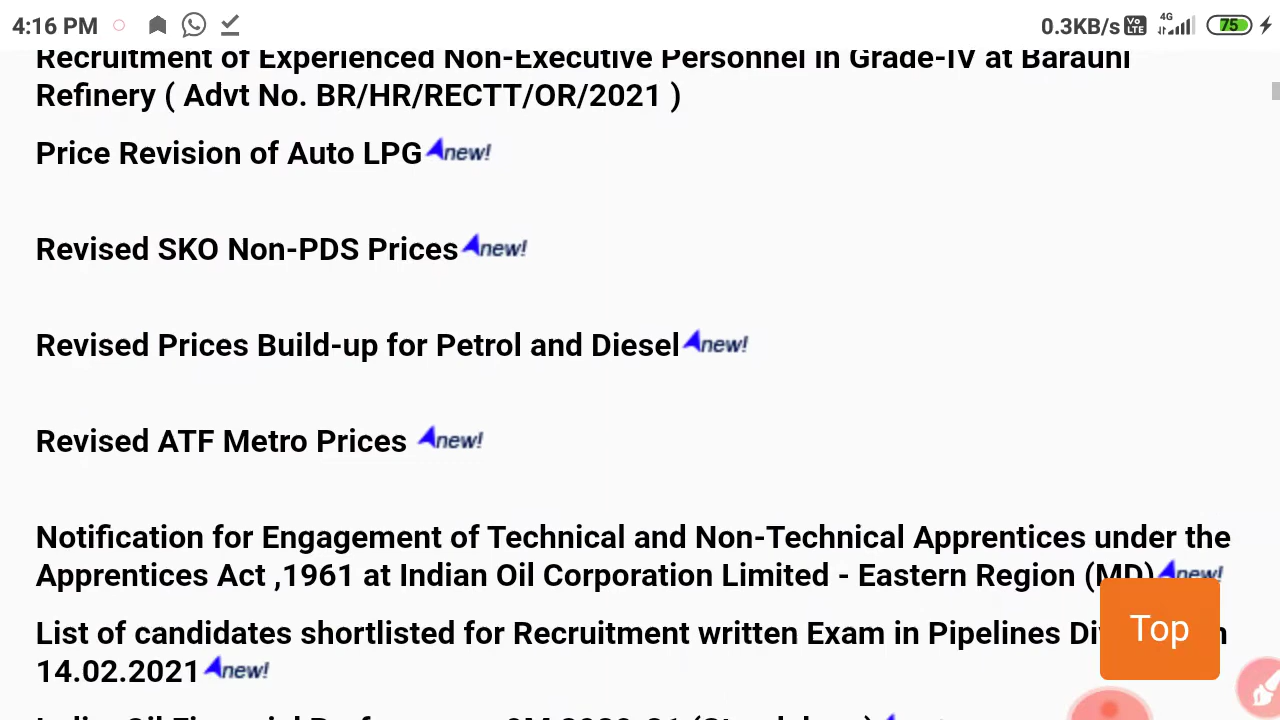 4:16 PM 0.3KB/s Vo LTE 4G 75
Recruitment of Experienced Non-Executive Personnel in Grade-IV at Barauni
Refinery ( Advt No. BR/HR/RECTT/OR/2021 )
Price Revision of Auto LPG new!
Revised SKO Non-PDS Prices new!
Revised Prices Build-up for Petrol and Diesel new!
Revised ATF Metro Prices new!
Notification for Engagement of Technical and Non-Technical Apprentices under the
Apprentices Act ,1961 at Indian Oil Corporation Limited - Eastern Region (MD) new!
List of candidates shortlisted for Recruitment written Exam in Pipelines
14.02.2021 new!
Top